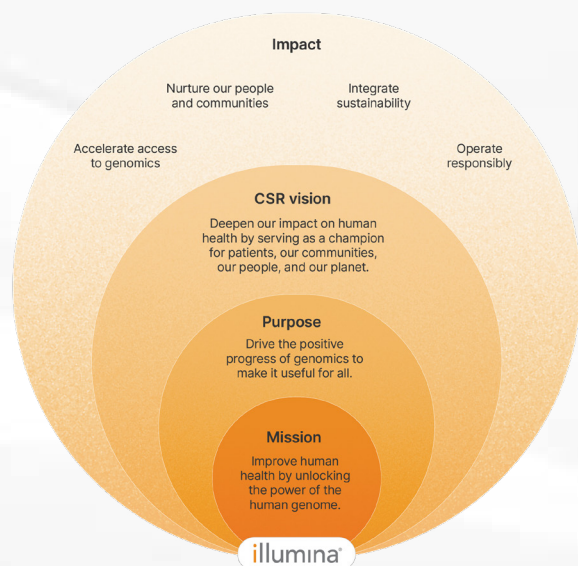 Impact
Nurture our people
and communities
Integrate
sustainability
Accelerate access
to genomics
Operate
responsibly
CSR vision
Deepen our impact on human
health by serving as a champion
for patients, our communities,
our people, and our planet.
Purpose
Drive the positive
progress of genomics to
make it useful for all.
Mission
Improve human
health by unlocking
the power of the
human genome.
illumina®